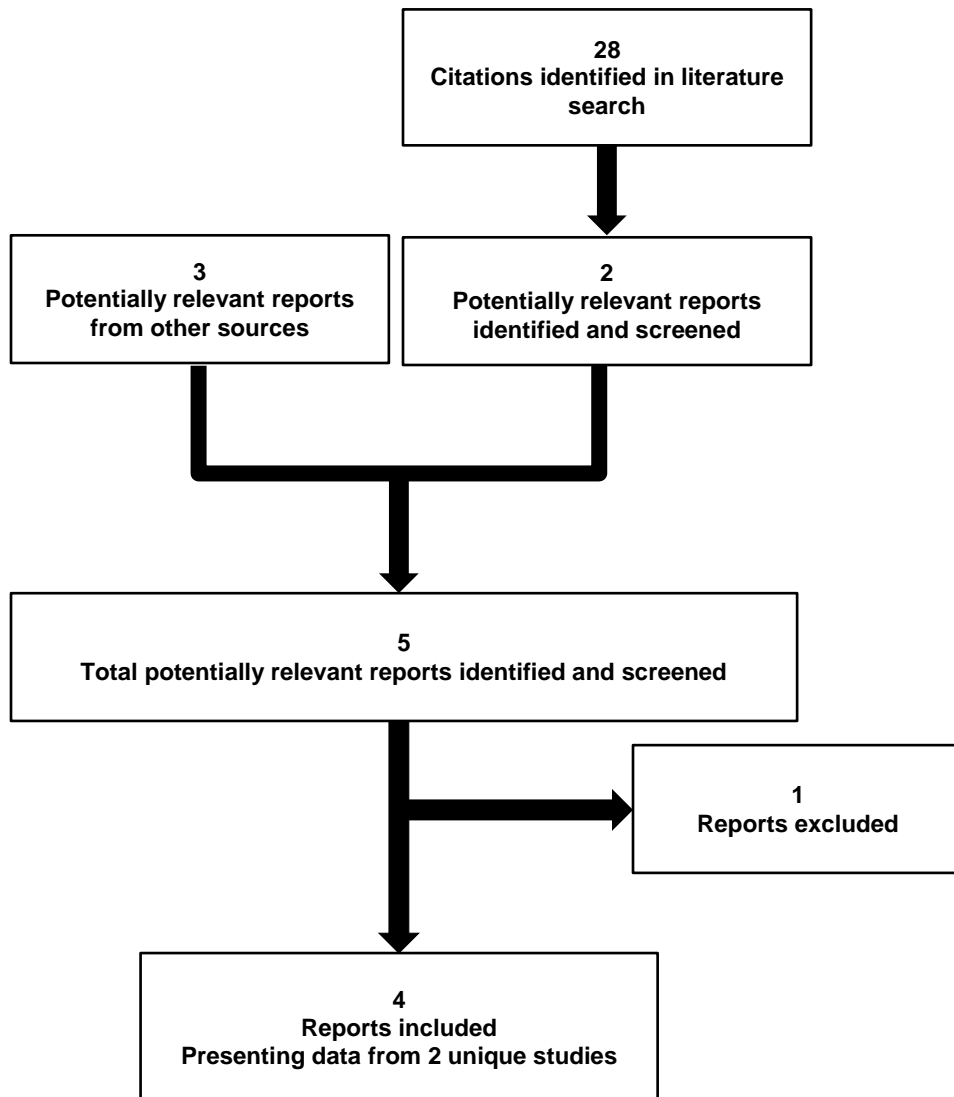 28
Citations identified in literature
search
3
Potentially relevant reports
from other sources
2
Potentially relevant reports
identified and screened
5
Total potentially relevant reports identified and screened
1
Reports excluded
4
Reports included
Presenting data from 2 unique studies